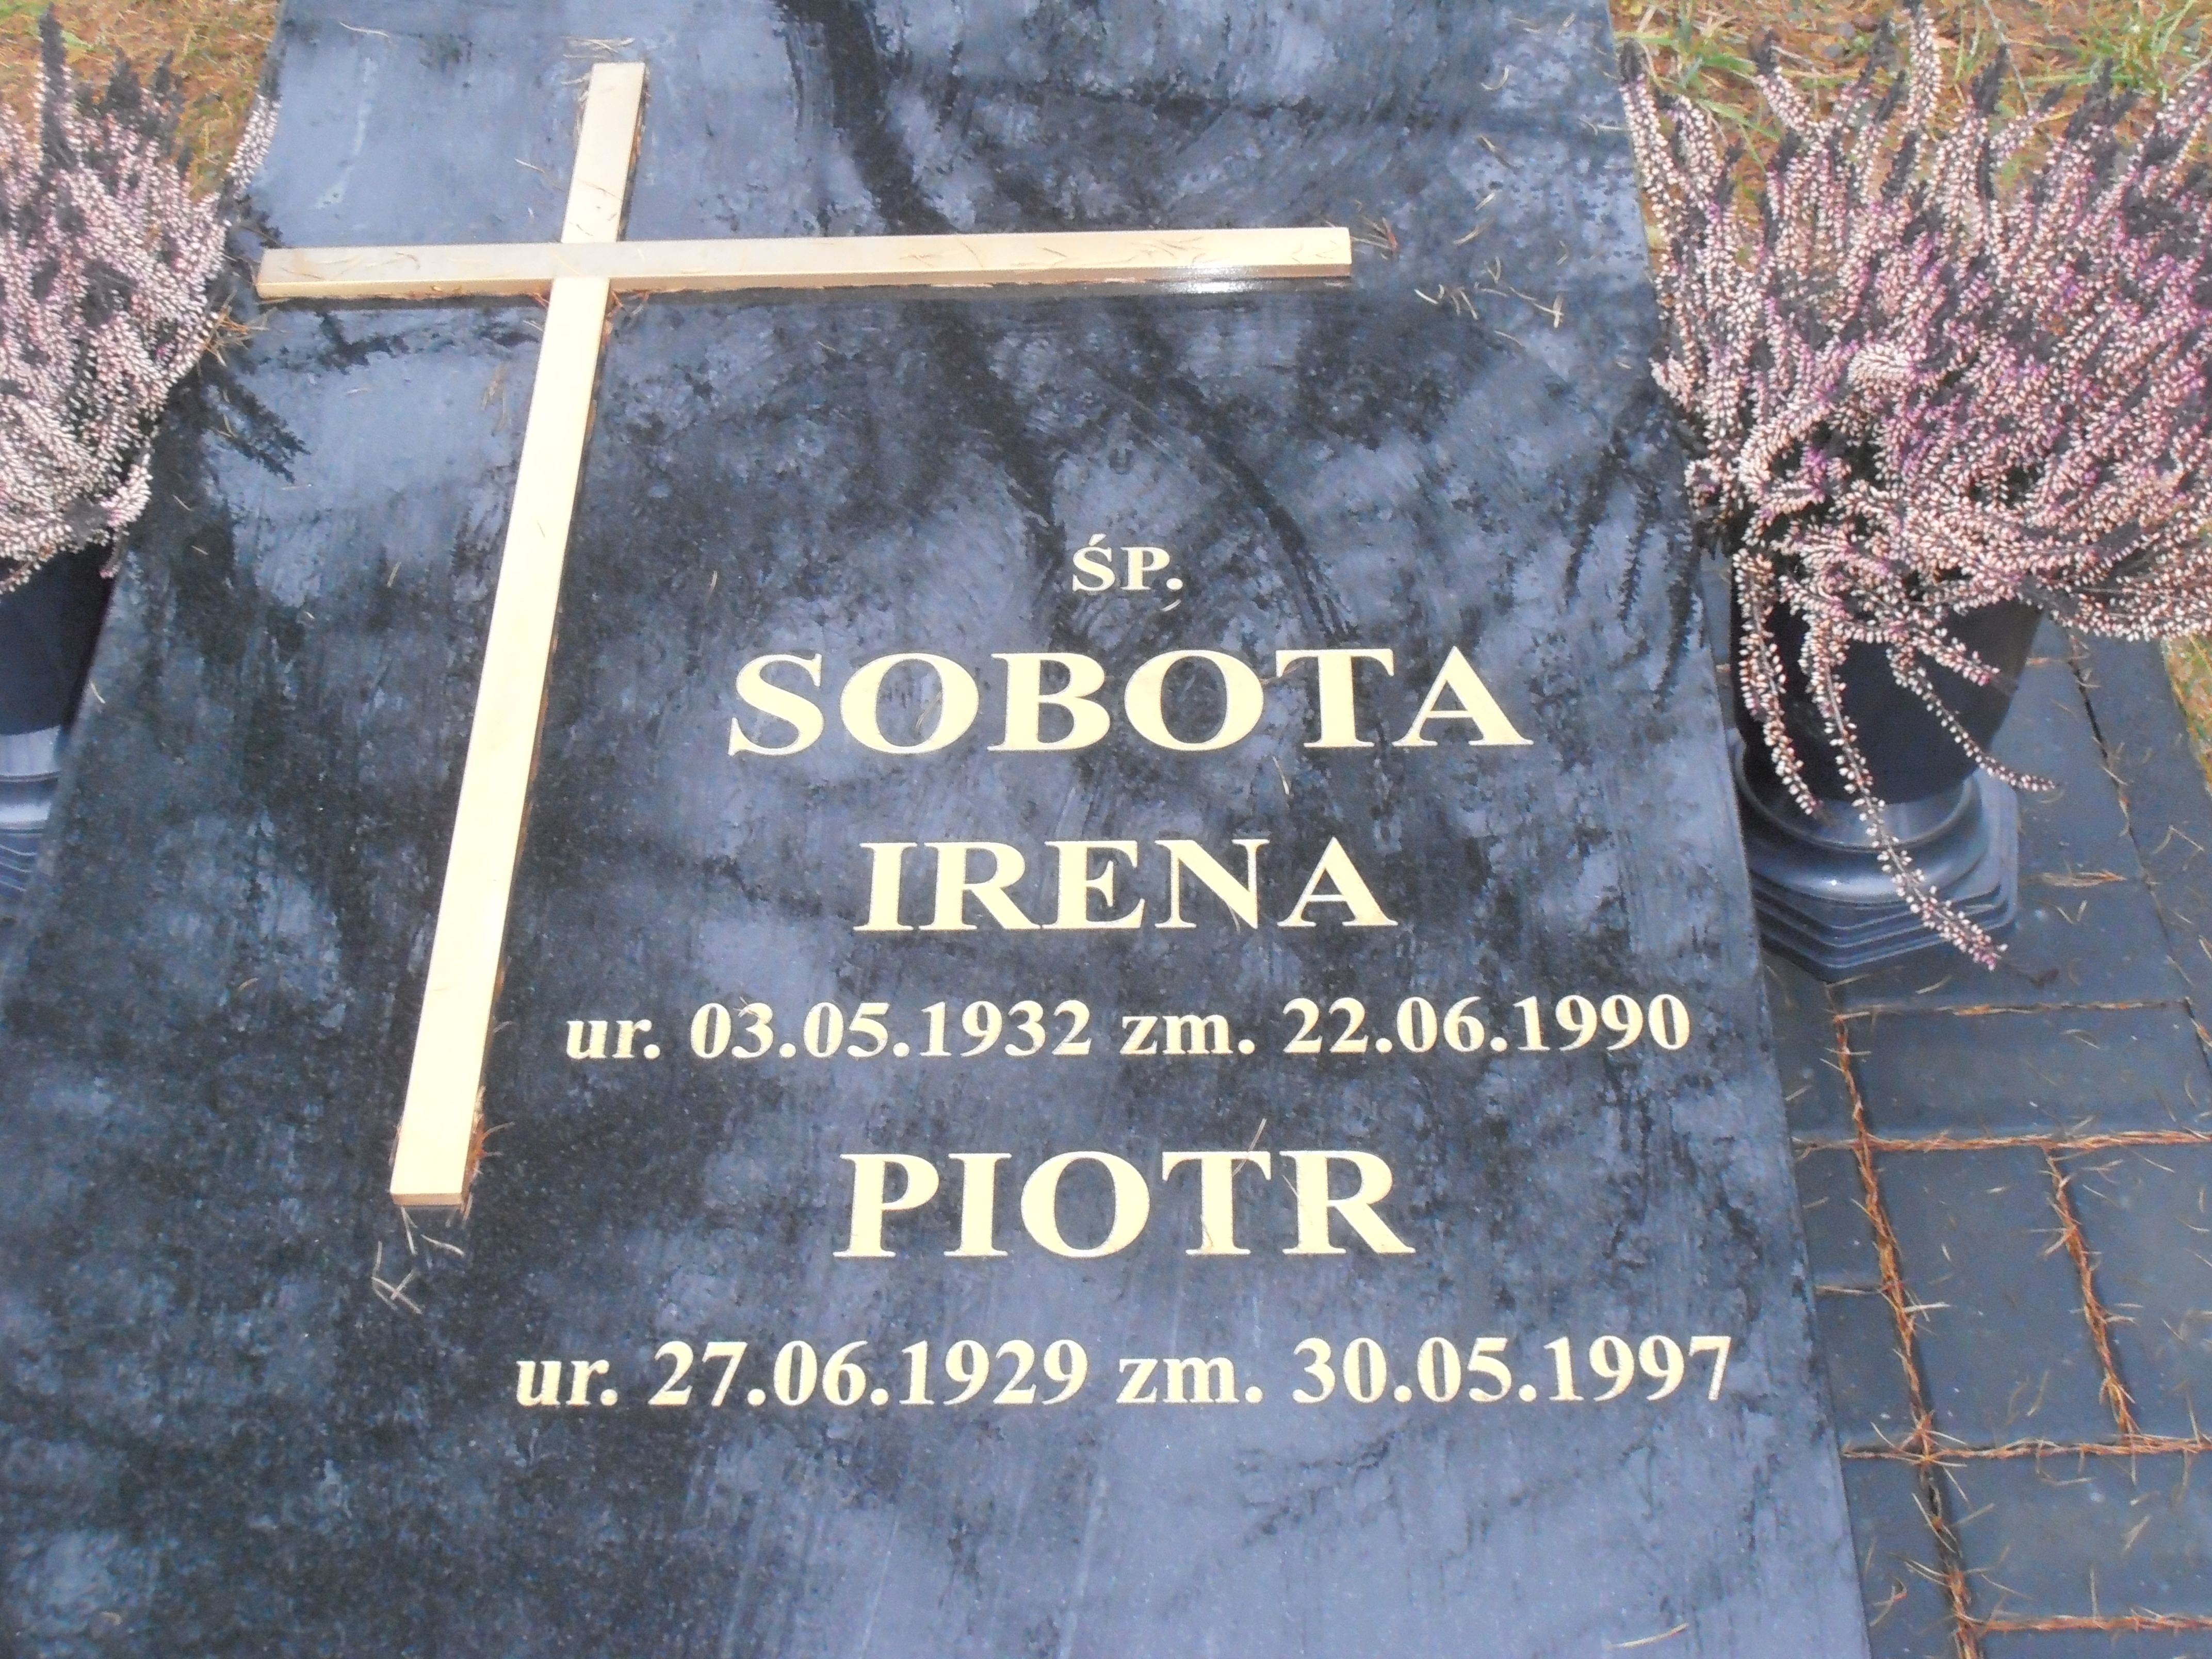 ŚP.
SOBOTA
IRENA
ur. 03.05.1932 zm. 22.06.1990
PIOTR
ur. 27.06.1929 zm. 30.05.1997